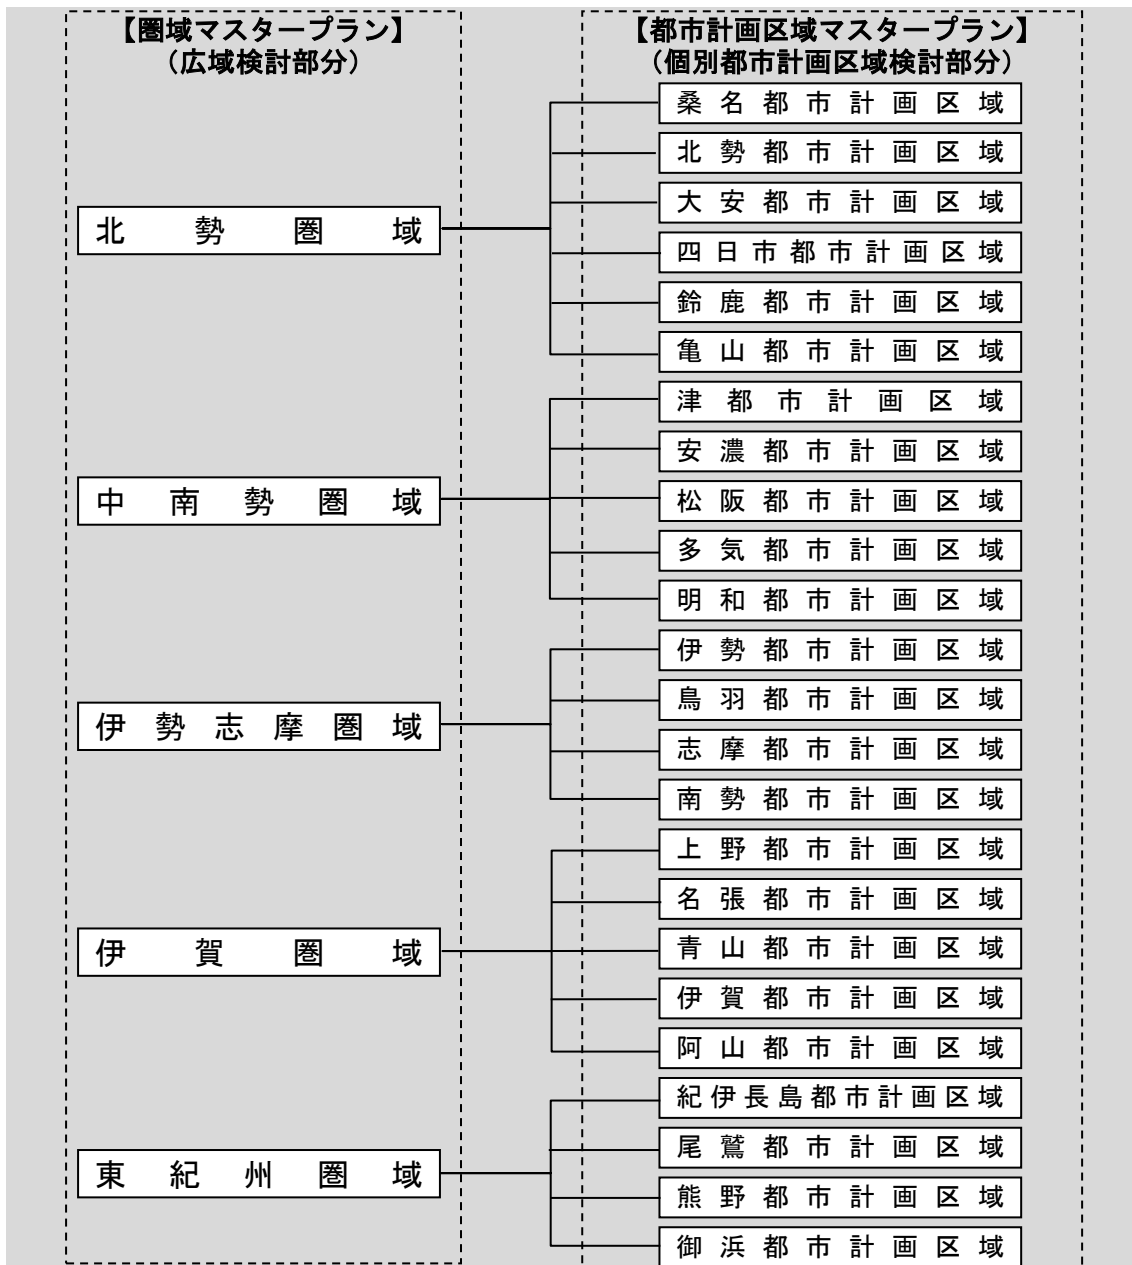 【圏域マスタープラン】
（広域検討部分）
【都市計画区域マスタープラン】
（個別都市計画区域検討部分）
北勢圏域
桑名都市計画区域
北勢都市計画区域
大安都市計画区域
四日市都市計画区域
鈴鹿都市計画区域
亀山都市計画区域
中南勢圏域
津都市計画区域
安濃都市計画区域
松阪都市計画区域
多気都市計画区域
明和都市計画区域
伊勢志摩圏域
伊勢都市計画区域
鳥羽都市計画区域
志摩都市計画区域
南勢都市計画区域
伊賀圏域
上野都市計画区域
名張都市計画区域
青山都市計画区域
伊賀都市計画区域
阿山都市計画区域
東紀州圏域
紀伊長島都市計画区域
尾鷲都市計画区域
熊野都市計画区域
御浜都市計画区域